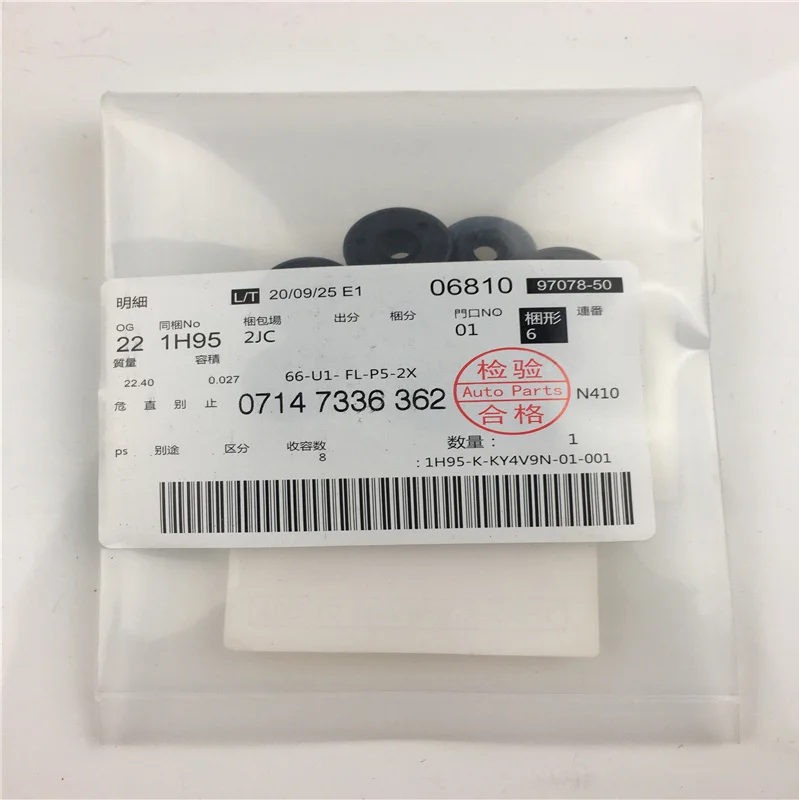 明細 L/T 20/09/25 E1 06810 97078-50
OG 同梱No 梱包場 出分 梱分 門口NO 梱形 連番
22 1H95 2JC 01 6
質量 容積
22.40 0.027 66-U1- FL-P5-2X
危 直 别 止 0714 7336 362 N410
检验
Auto Parts
合格
ps 别途 区分 收容数 数量： 1
8 : 1H95-K-KY4V9N-01-001